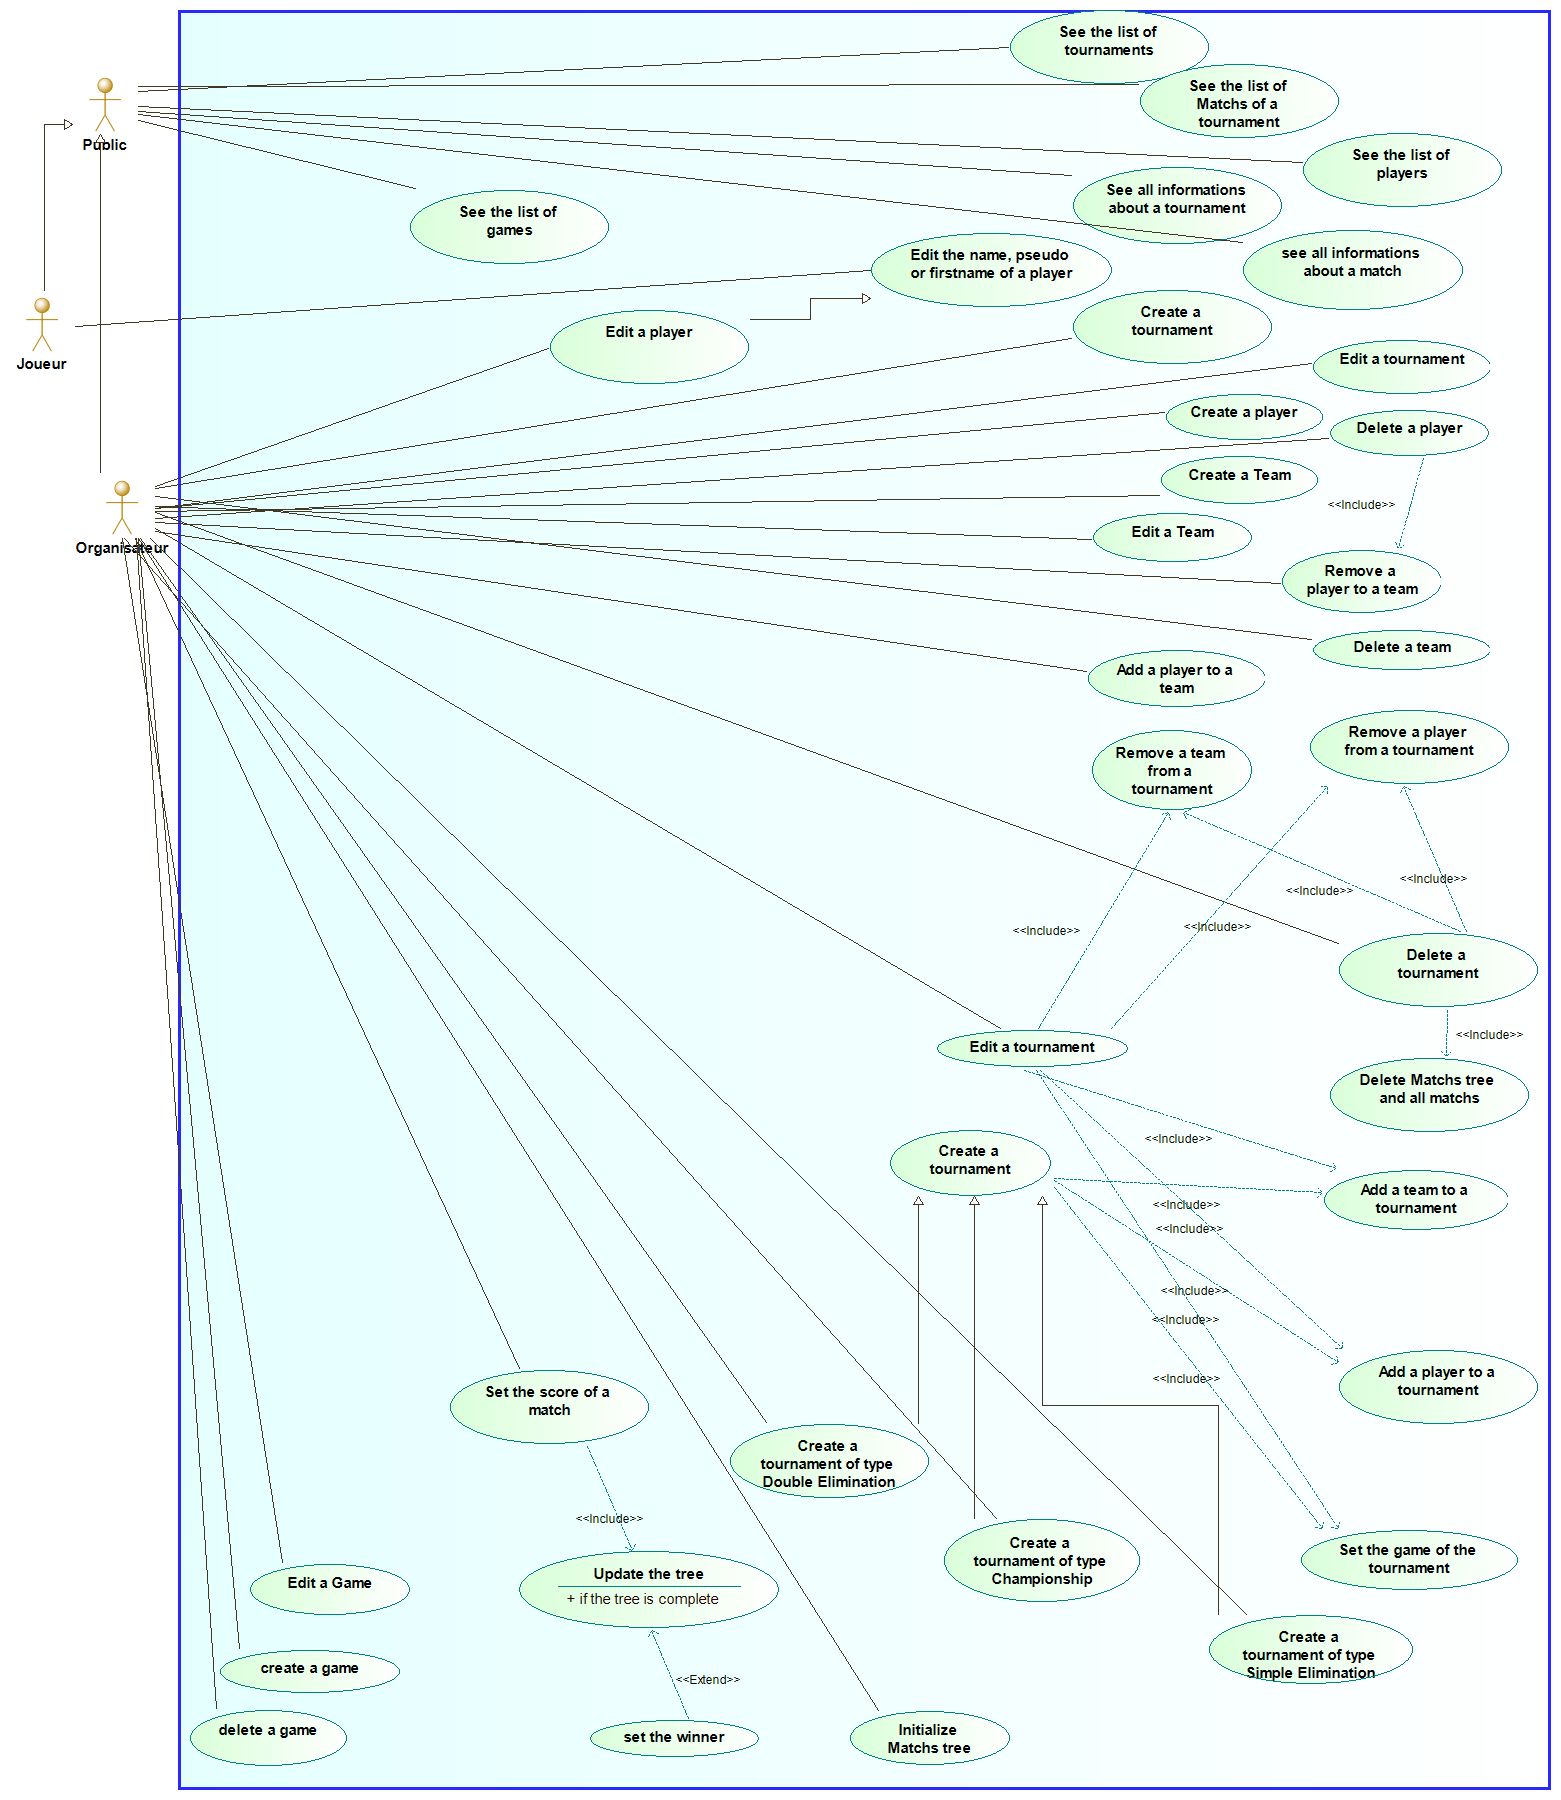 See the list of
tournaments
See the list of
Matchs of a
tournament
Public
See the list of
players
See all informations
about a tournament
See the list of
games
see all informations
about a match
Edit the name, pseudo
or firstname of a player
Create a
tournament
Edit a player
Joueur
Edit a tournament
Create a player
Delete a player
Create a Team
<<Include>>
Edit a Team
Organisateur
Remove a
player to a team
Delete a team
Add a player to a
team
Remove a player
from a tournament
Remove a team
from a
tournament
<<Include>>
<<Include>>
<<Include>>
<<Include>>
Delete a
tournament
<<Include>>
Edit a tournament
Delete Matchs tree
and all matchs
<<Include>>
Create a
tournament
Add a team to a
tournament
<<Include>>
<<Include>>
<<Include>>
<<Include>>
<<Include>>
Add a player to a
tournament
Set the score of a
match
Create a
tournament of type
Double Elimination
<<Include>>
Create a
tournament of type
Championship
Set the game of the
tournament
Update the tree
+ if the tree is complete
Edit a Game
Create a
tournament of type
Simple Elimination
create a game
<<Extend>>
delete a game
set the winner
Initialize
Matchs tree